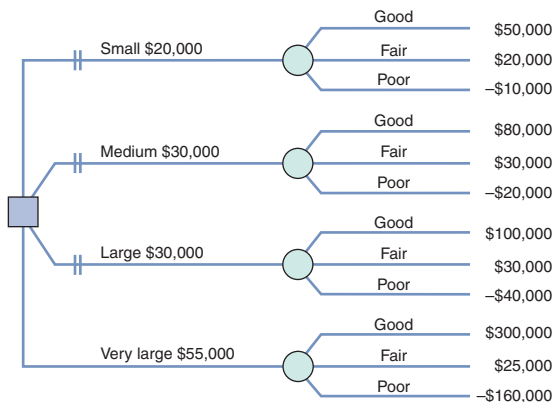 Good $50,000
Small $20,000 Fair $20,000
Poor –$10,000
Good $80,000
Medium $30,000 Fair $30,000
Poor –$20,000
Good $100,000
Large $30,000 Fair $30,000
Poor –$40,000
Good $300,000
Very large $55,000 Fair $25,000
Poor –$160,000